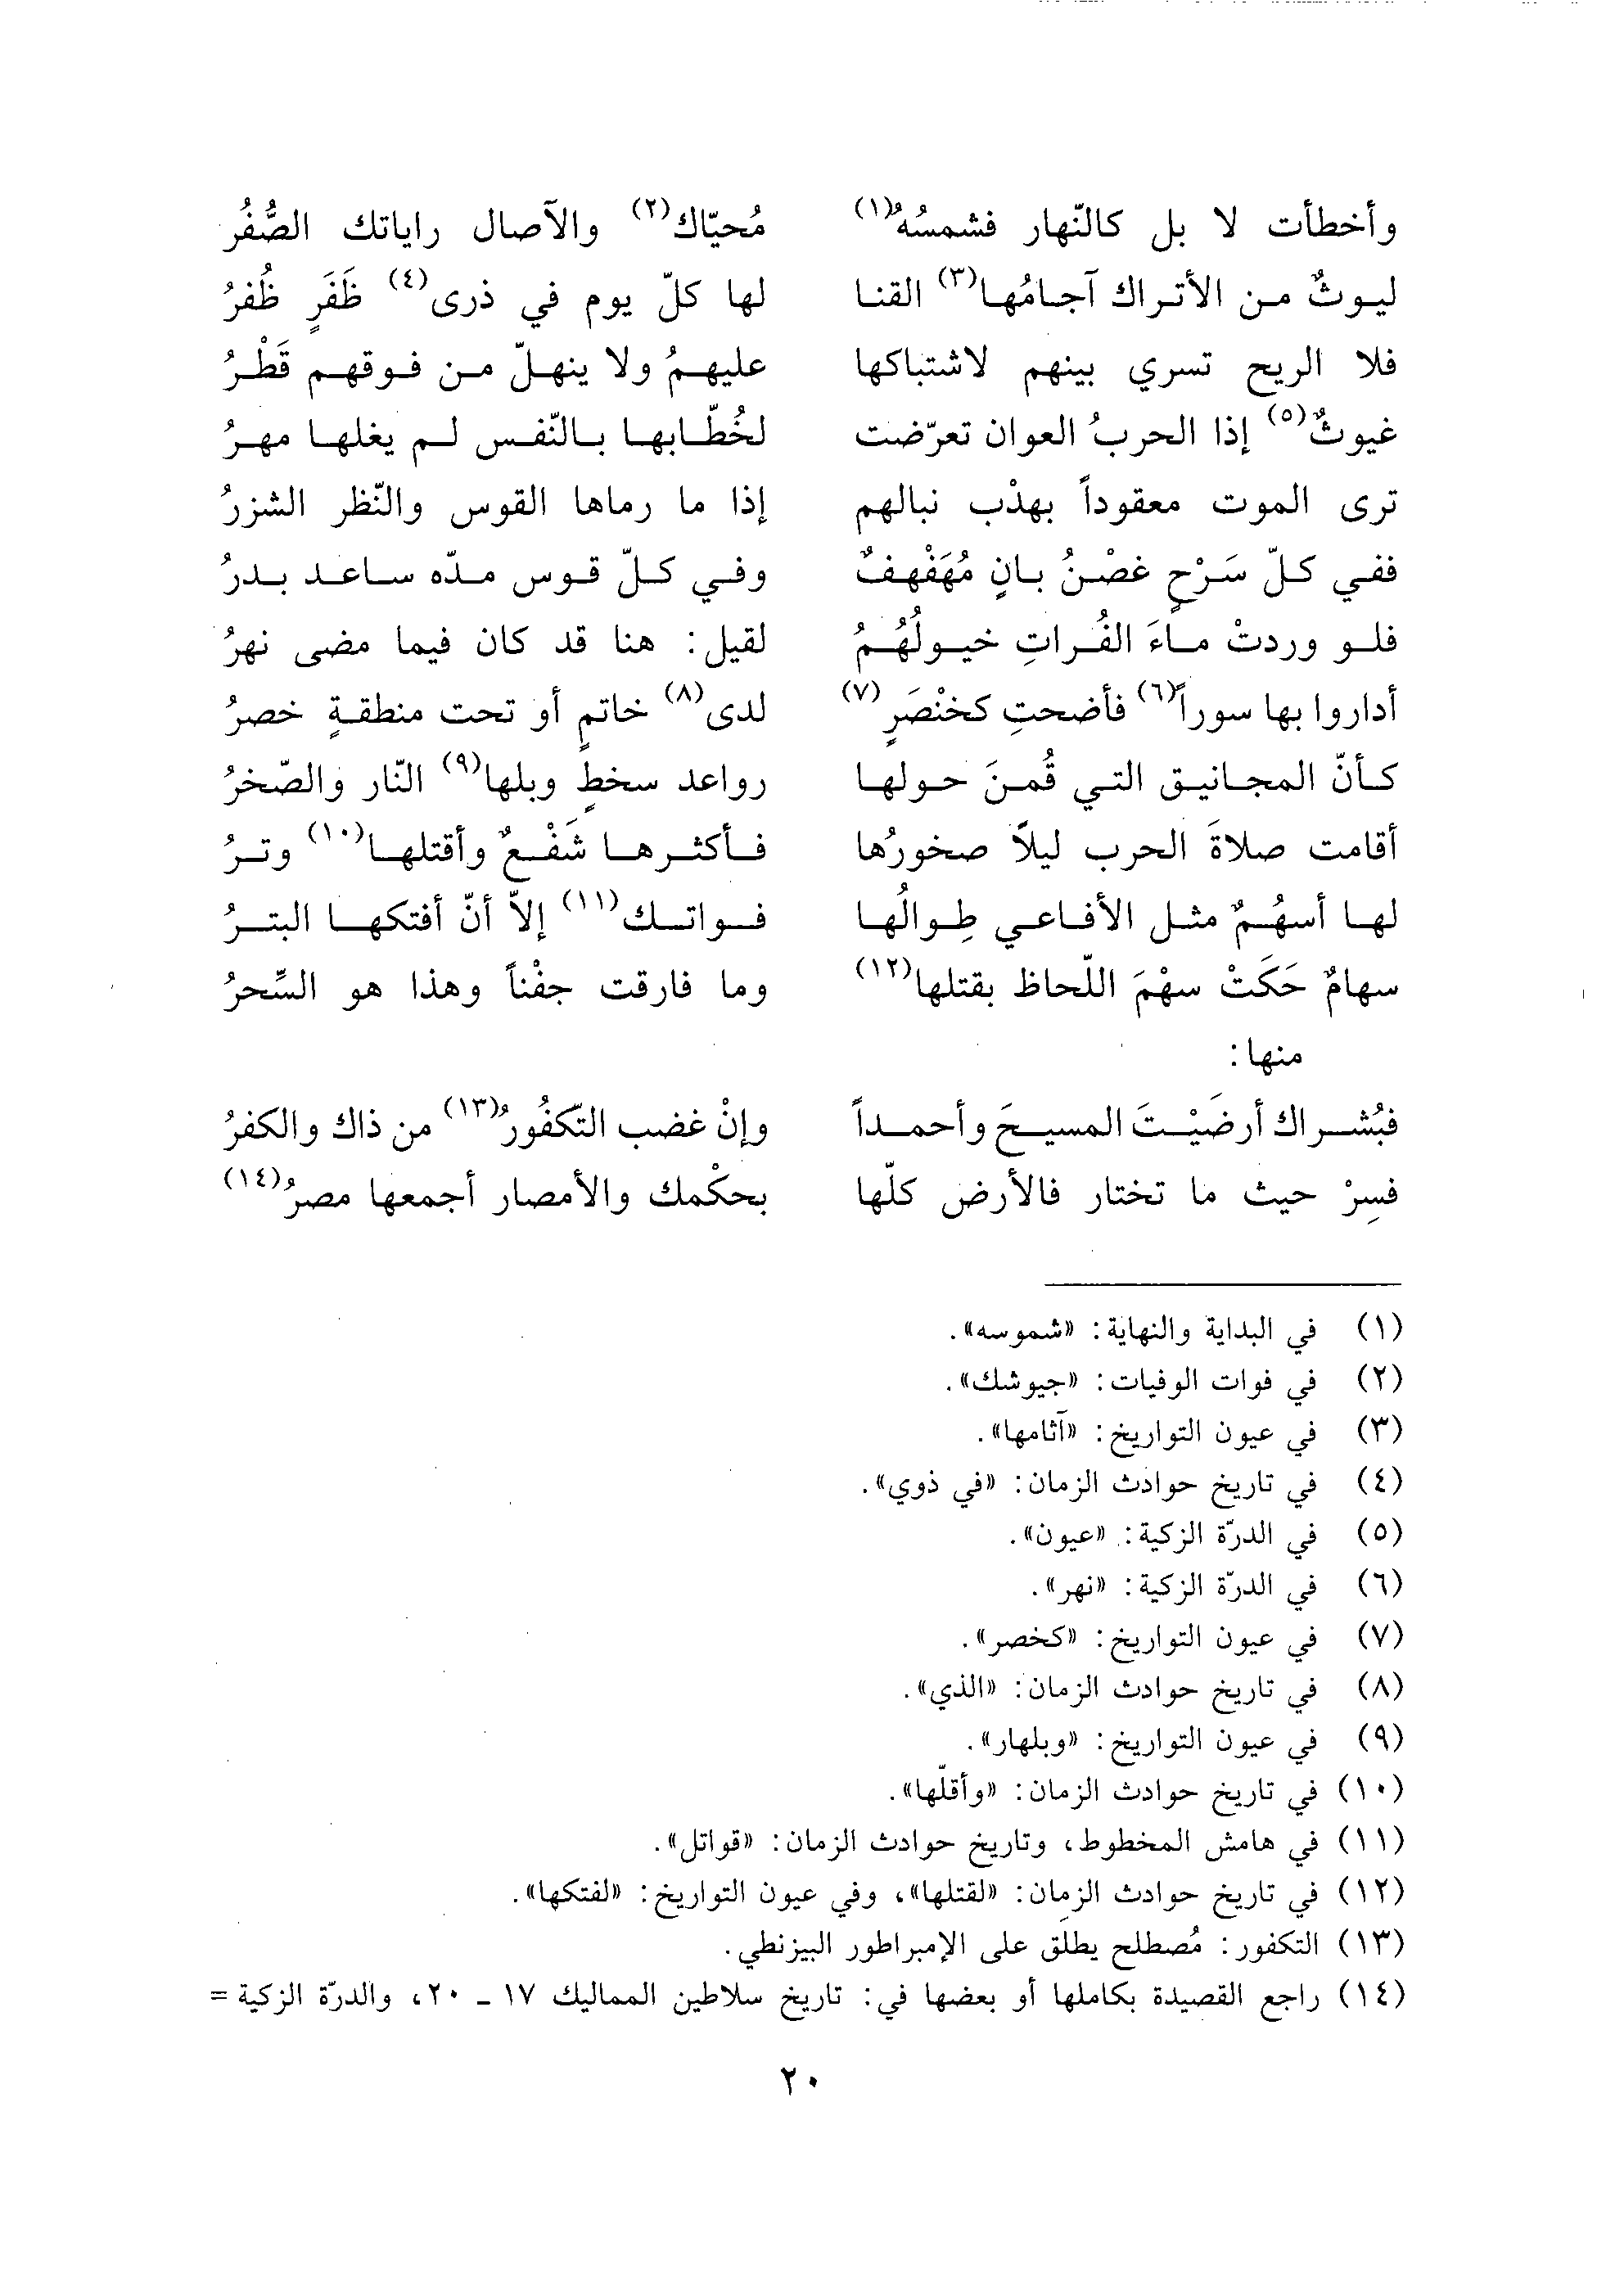 وأخطأت لا بل كالنّهار فشمسُهُ(١) مُحيّاك(٢) والآصال راياتك الصُّفُر
ليوثٌ من الأتراك آجامُها(٣) القنا لها كلّ يوم في ذرى(٤) ظَفَرٍ ظُفرُ
فلا الريح تسري بينهم لاشتباكها عليهمُ ولا ينهلّ من فوقهم قَطْرُ
غيوثٌ(٥) إذا الحربُ العوان تعرّضت لخُطّابها بالنّفس لم يغلها مهرُ
ترى الموت معقوداً بهذْب نبالهم إذا ما رماها القوس والنّظر الشزرُ
ففي كلّ سَرْحٍ غصْنُ بانٍ مُهَفْهفٌ وفي كلّ قوس مدّه ساعد بدرُ
فلو وردتْ ماءَ الفُراتِ خيولُهُمُ لقيل: هنا قد كان فيما مضى نهرُ
أداروا بها سوراً(٦) فأضحتِ كخنْصَرٍ(٧) لدى(٨) خاتمٍ أو تحت منطقةٍ خصرُ
كأنّ المجانيق التي قُمنَ حولها رواعد سخطٍ وبلها(٩) النّار والصّخرُ
أقامت صلاةَ الحرب ليلاً صخورُها فأكثرها شَفْعٌ وأقتلها(١٠) وترُ
لها أسهُمٌ مثل الأفاعي طِوالُها فواتك(١١) إلاّ أنّ أفتكها البترُ
سهامٌ حَكَتْ سهْمَ اللّحاظ بقتلها(١٢) وما فارقت جفْناً وهذا هو السِّحرُ
منها:
فبُشراك أرضَيْتَ المسيحَ وأحمداً وإنْ غضب التّكفُورُ(١٣) من ذاك والكفرُ
فسِرْ حيث ما تختار فالأرض كلّها بحكْمك والأمصار أجمعها مصرُ(١٤)
(١) في البداية والنهاية: «شموسه».
(٢) في فوات الوفيات: «جيوشك».
(٣) في عيون التواريخ: «آثامها».
(٤) في تاريخ حوادث الزمان: «في ذوي».
(٥) في الدرّة الزكية: «عيون».
(٦) في الدرّة الزكية: «نهر».
(٧) في عيون التواريخ: «كخصر».
(٨) في تاريخ حوادث الزمان: «الذي».
(٩) في عيون التواريخ: «وبلهار».
(١٠) في تاريخ حوادث الزمان: «وأقلّها».
(١١) في هامش المخطوط، وتاريخ حوادث الزمان: «قواتل».
(١٢) في تاريخ حوادث الزمان: «لقتلها»، وفي عيون التواريخ: «لفتكها».
(١٣) التكفور: مُصطلح يطلق على الإمبراطور البيزنطي.
(١٤) راجع القصيدة بكاملها أو بعضها في: تاريخ سلاطين المماليك ١٧ ـ ٢٠، والدرّة الزكية =
٢٠